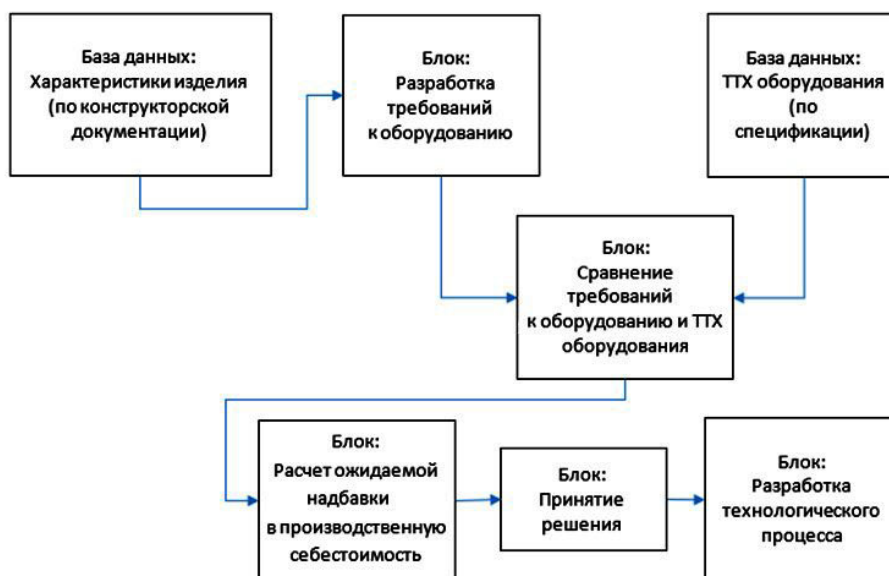 База данных:
Характеристики изделия
(по конструкторской
документации)
Блок:
Разработка
требований
к оборудованию
База данных:
ТТХ оборудования
(по
спецификации)
Блок:
Сравнение
требований
к оборудованию и ТТХ
оборудования
Блок:
Расчет ожидаемой
надбавки
в производственную
себестоимость
Блок:
Принятие
решения
Блок:
Разработка
технологического
процесса